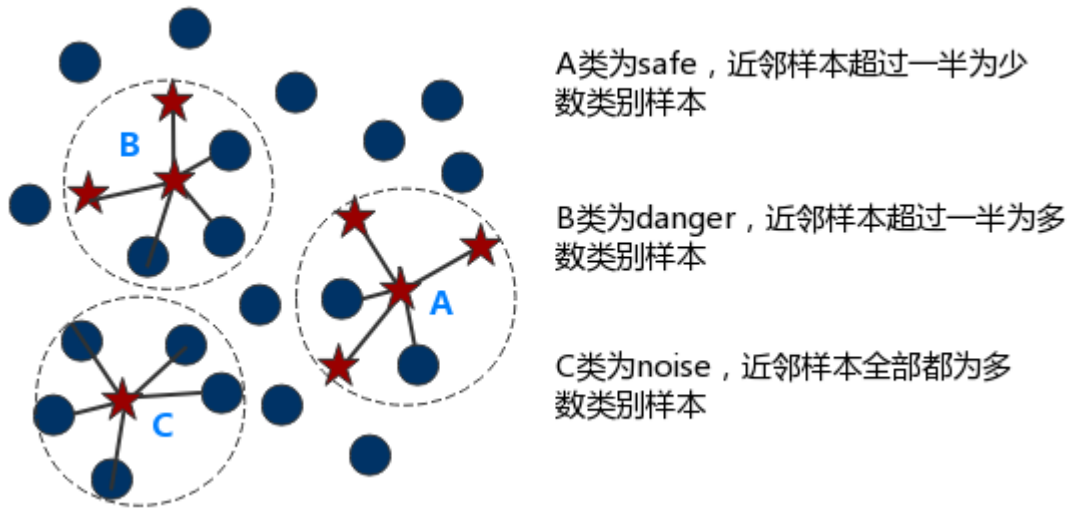 A类为safe，近邻样本超过一半为少
数类别样本
B
B类为danger，近邻样本超过一半为多
数类别样本
A
C类为noise，近邻样本全部都为多
数类别样本
C